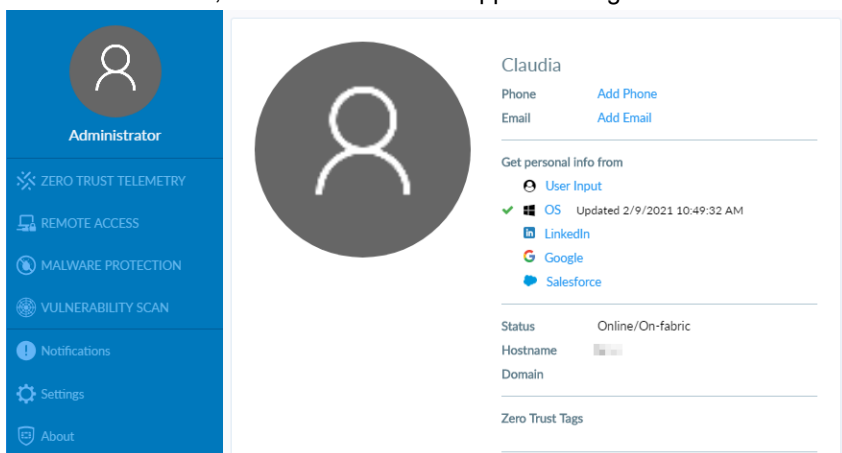 Administrator
ZERO TRUST TELEMETRY
REMOTE ACCESS
MALWARE PROTECTION
VULNERABILITY SCAN
Notifications
Settings
About
Claudia
Phone Add Phone
Email Add Email
Get personal info from
User Input
OS Updated 2/9/2021 10:49:32 AM
LinkedIn
Google
Salesforce
Status Online/On-fabric
Hostname
Domain
Zero Trust Tags